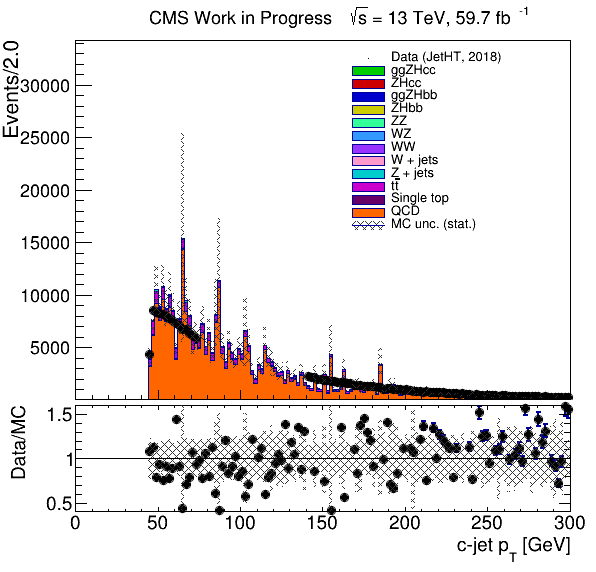 CMS Work in Progress √s = 13 TeV, 59.7 fb⁻¹
Events/2.0
30000
25000
20000
15000
10000
5000
Data (JetHT, 2018)
ggZHcc
ZHcc
ggZHbb
ZHbb
ZZ
WZ
WW
W + jets
Z + jets
tt̄
Single top
QCD
MC unc. (stat.)
Data/MC
1.5
1
0.5
0 50 100 150 200 250 300
c-jet p_T [GeV]